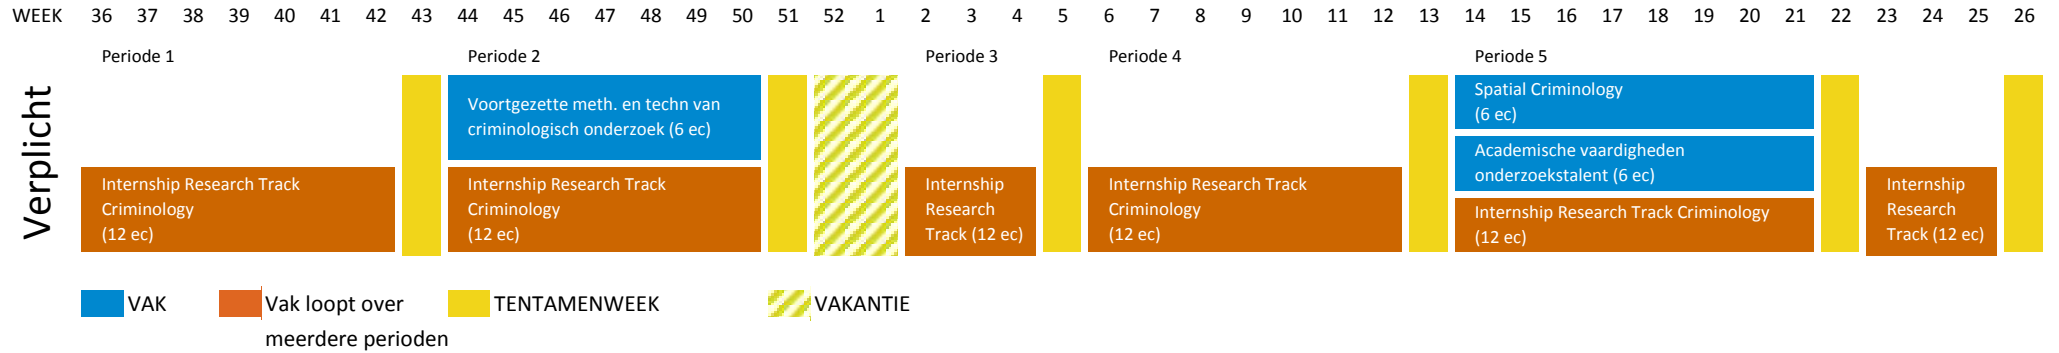 WEEK 36 37 38 39 40 41 42 43 44 45 46 47 48 49 50 51 52 1 2 3 4 5 6 7 8 9 10 11 12 13 14 15 16 17 18 19 20 21 22 23 24 25 26
Periode 1 Periode 2 Periode 3 Periode 4 Periode 5
Verplicht
Voortgezette meth. en techn van
criminologisch onderzoek (6 ec)
Spatial Criminology
(6 ec)
Academische vaardigheden
onderzoekstalent (6 ec)
Internship Research Track
Criminology
(12 ec)
Internship Research Track
Criminology
(12 ec)
Internship
Research
Track (12 ec)
Internship Research Track
Criminology
(12 ec)
Internship Research Track Criminology
(12 ec)
Internship
Research
Track (12 ec)
VAK
Vak loopt over
meerdere perioden
TENTAMENWEEK
VAKANTIE